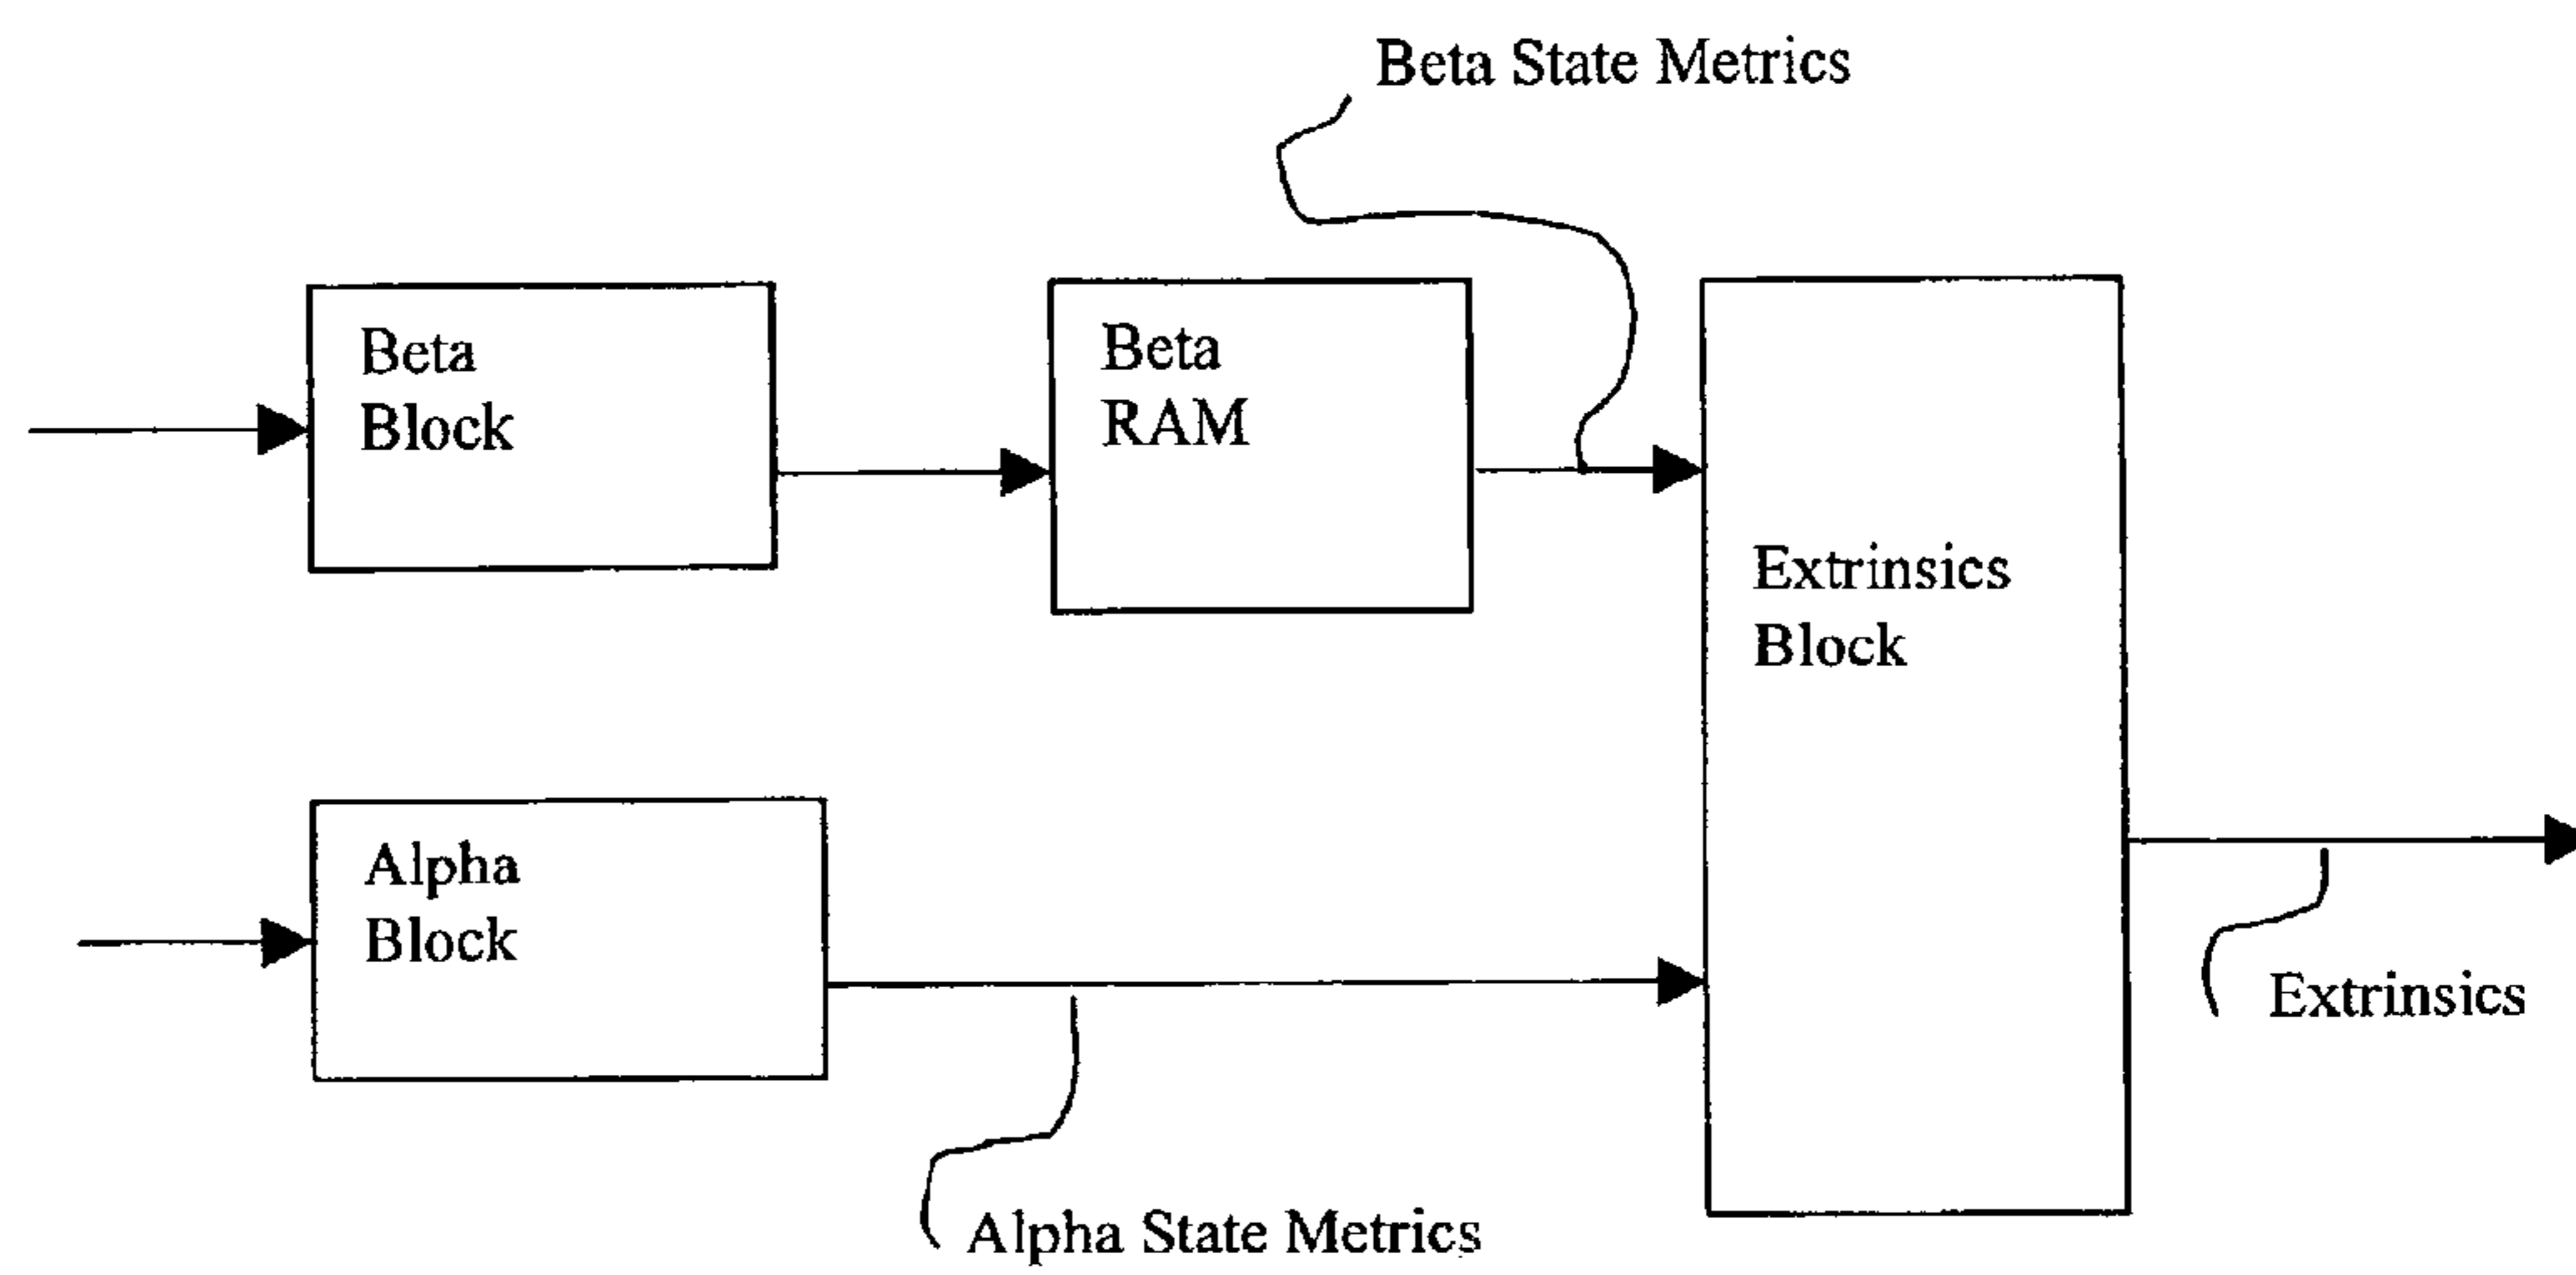 Beta State Metrics
Beta
Block
Beta
RAM
Extrinsics
Block
Alpha
Block
Extrinsics
Alpha State Metrics